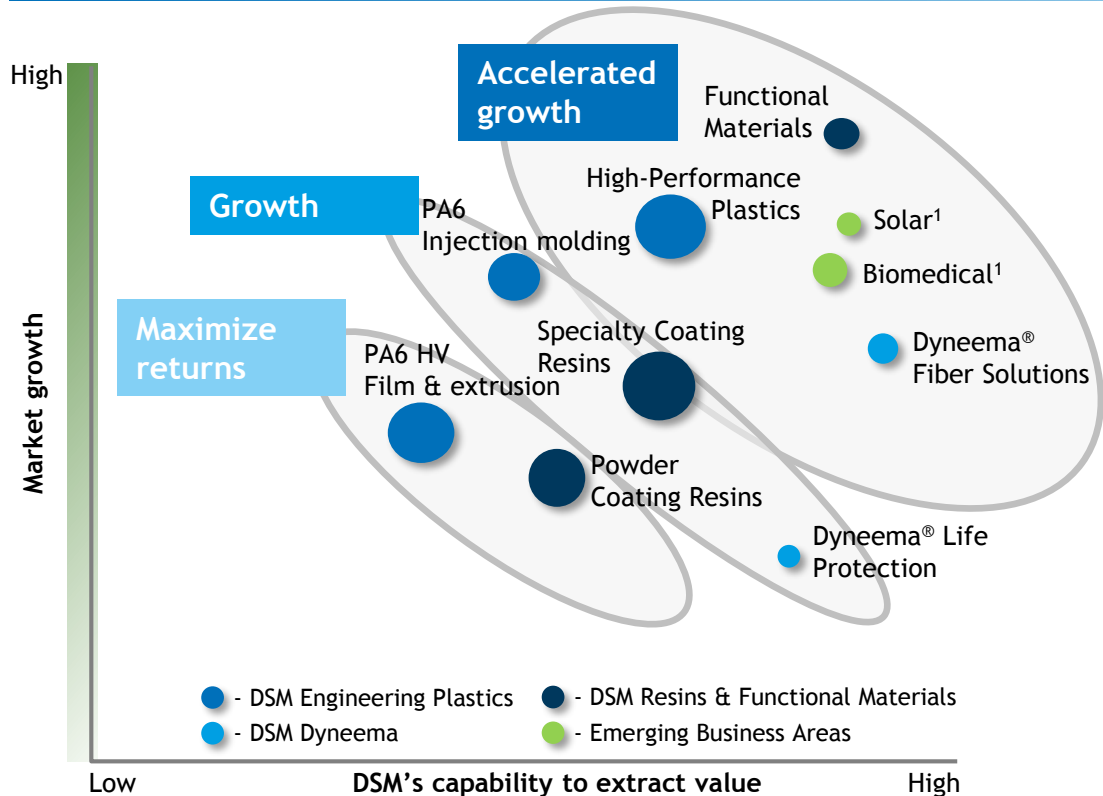 High
Accelerated
growth
Functional
Materials
High-Performance
Plastics
Growth
PA6
Injection molding
Solar¹
Biomedical¹
Maximize
returns
PA6 HV
Film & extrusion
Specialty Coating
Resins
Dyneema®
Fiber Solutions
Market growth
Powder
Coating Resins
Dyneema® Life
Protection
- DSM Engineering Plastics
- DSM Resins & Functional Materials
- DSM Dyneema
- Emerging Business Areas
Low
DSM’s capability to extract value
High